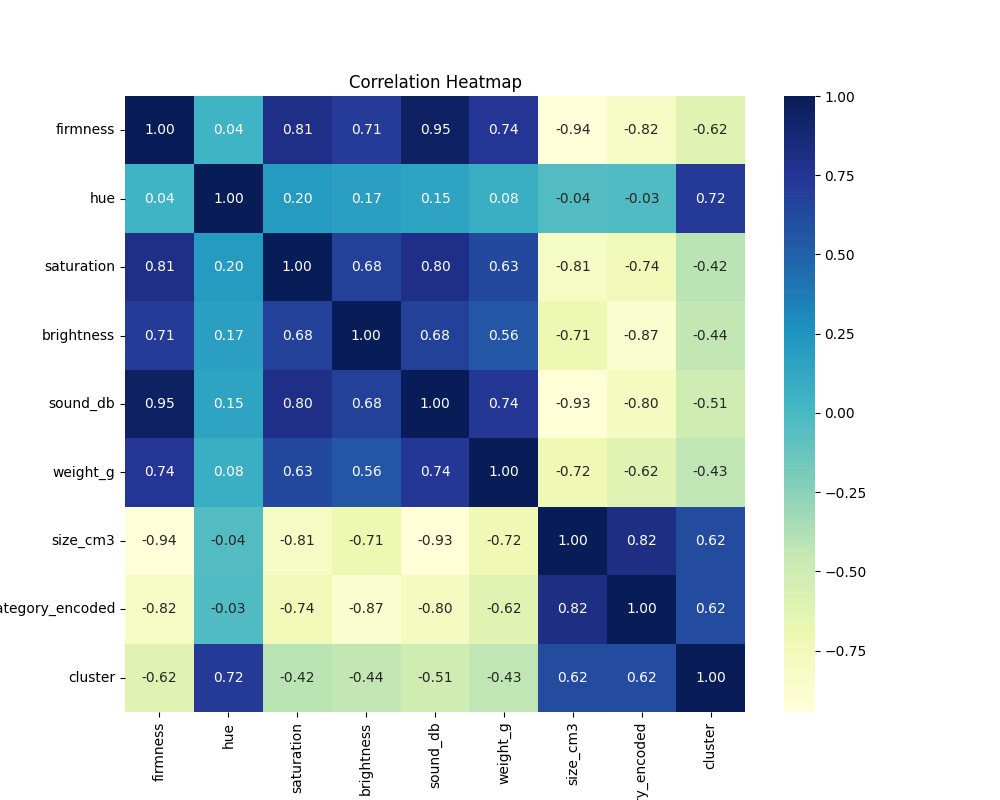 Correlation Heatmap
firmness 1.00 0.04 0.81 0.71 0.95 0.74 -0.94 -0.82 -0.62
hue 0.04 1.00 0.20 0.17 0.15 0.08 -0.04 -0.03 0.72
saturation 0.81 0.20 1.00 0.68 0.80 0.63 -0.81 -0.74 -0.42
brightness 0.71 0.17 0.68 1.00 0.68 0.56 -0.71 -0.87 -0.44
sound_db 0.95 0.15 0.80 0.68 1.00 0.74 -0.93 -0.80 -0.51
weight_g 0.74 0.08 0.63 0.56 0.74 1.00 -0.72 -0.62 -0.43
size_cm3 -0.94 -0.04 -0.81 -0.71 -0.93 -0.72 1.00 0.82 0.62
ategory_encoded -0.82 -0.03 -0.74 -0.87 -0.80 -0.62 0.82 1.00 0.62
cluster -0.62 0.72 -0.42 -0.44 -0.51 -0.43 0.62 0.62 1.00
firmness
hue
saturation
brightness
sound_db
weight_g
size_cm3
ry_encoded
cluster
1.00
0.75
0.50
0.25
0.00
−0.25
−0.50
−0.75